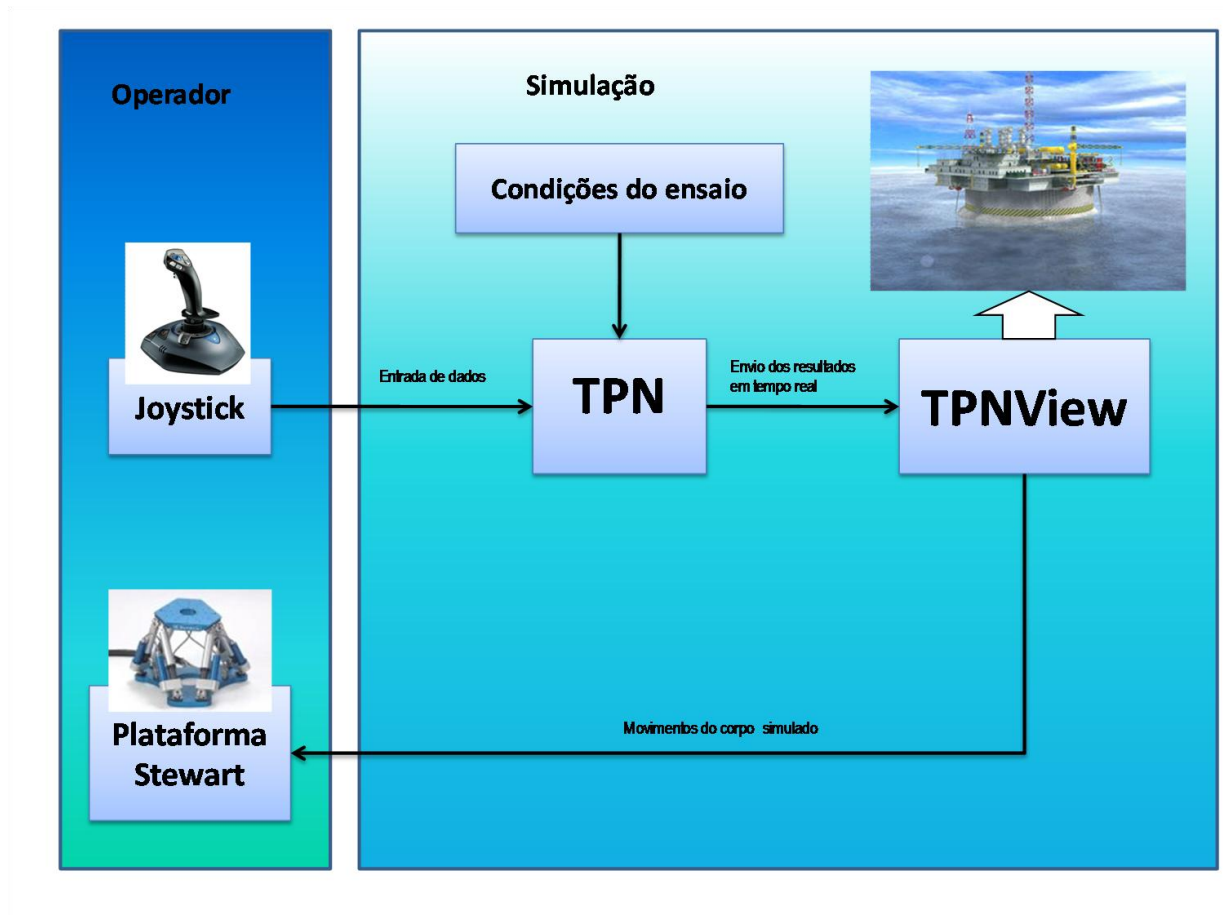 Operador
Simulação
Condições do ensaio
Joystick
Entrada de dados
TPN
Envio dos resultados
em tempo real
TPNView
Movimentos do corpo simulado
Plataforma
Stewart